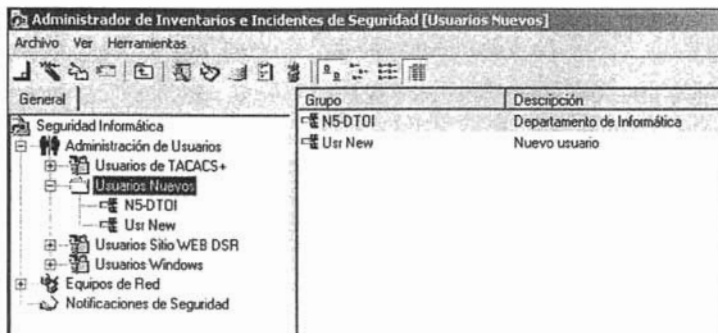 Administrador de Inventarios e Incidentes de Seguridad [Usuarios Nuevos]
Archivo Ver Herramientas
General
Seguridad Informática
Administración de Usuarios
Usuarios de TACACS+
Usuarios Nuevos
N5-DTOI
Usr New
Usuarios Sitio WEB DSR
Usuarios Windows
Equipos de Red
Notificaciones de Seguridad
Grupo Descripción
N5-DTOI Departamento de Informática
Usr New Nuevo usuario